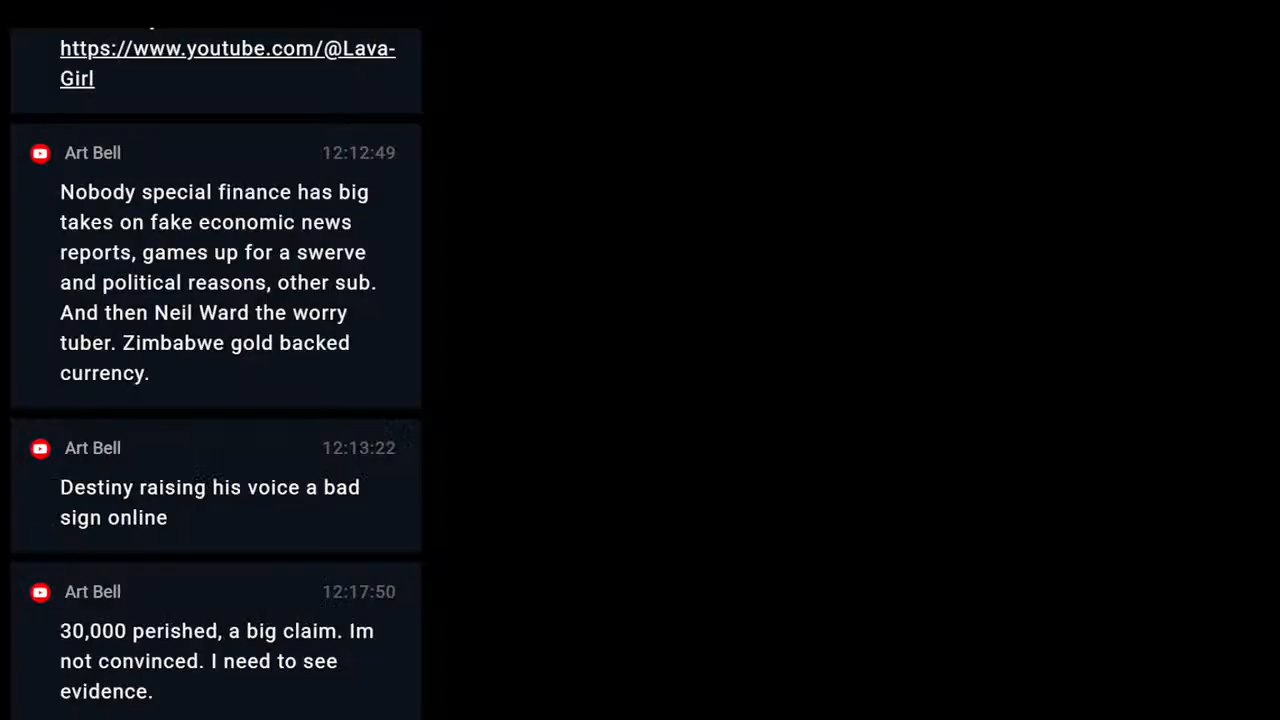 https://www.youtube.com/@Lava-
Girl
Art Bell 12:12:49
Nobody special finance has big
takes on fake economic news
reports, games up for a swerve
and political reasons, other sub.
And then Neil Ward the worry
tuber. Zimbabwe gold backed
currency.
Art Bell 12:13:22
Destiny raising his voice a bad
sign online
Art Bell 12:17:50
30,000 perished, a big claim. Im
not convinced. I need to see
evidence.